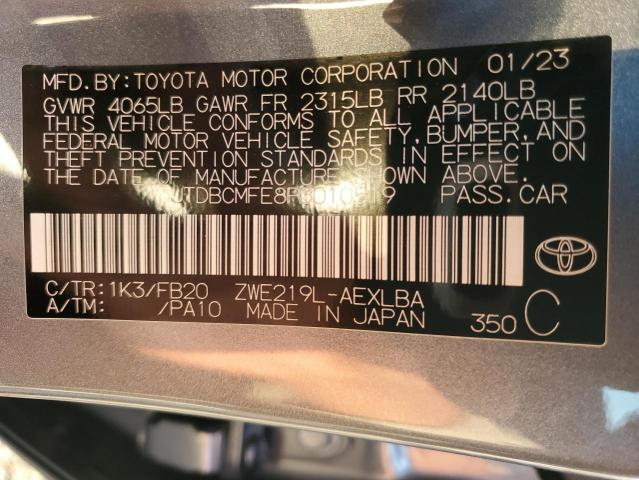 MFD.BY:TOYOTA MOTOR CORPORATION 01/23
GVWR 4065LB GAWR FR 2315LB RR 2140LB
THIS VEHICLE CONFORMS TO ALL APPLICABLE
FEDERAL MOTOR VEHICLE SAFETY,BUMPER,AND
THEFT PREVENTION STANDARDS IN EFFECT ON
THE DATE OF MANUFACTURE SHOWN ABOVE.
PASS.CAR
C/TR:1K3/FB20 ZWE219L-AEXLBA
A/TM: /PA10 MADE IN JAPAN 350 C